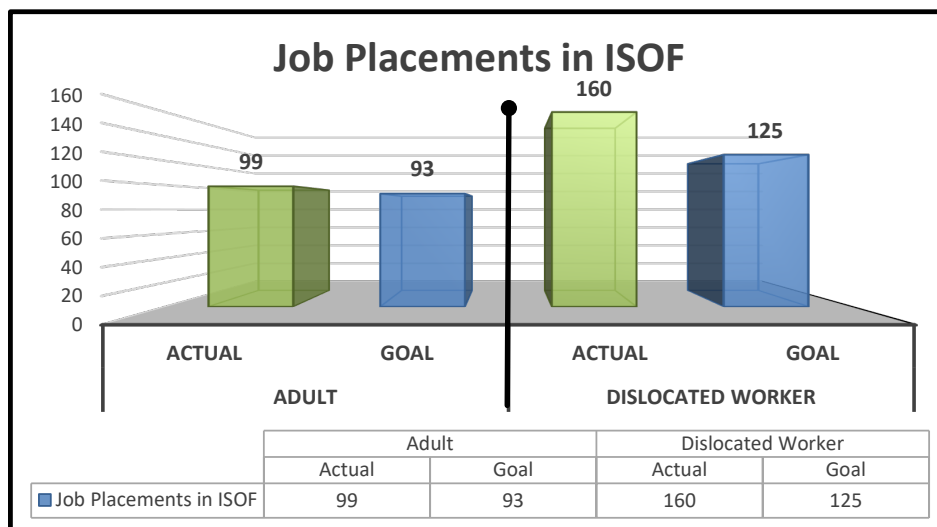 Job Placements in ISOF
160
160
140
120
100
80
60
40
20
0
99
93
160
125
ACTUAL GOAL ACTUAL GOAL
ADULT DISLOCATED WORKER
Adult Dislocated Worker
Actual Goal Actual Goal
Job Placements in ISOF 99 93 160 125